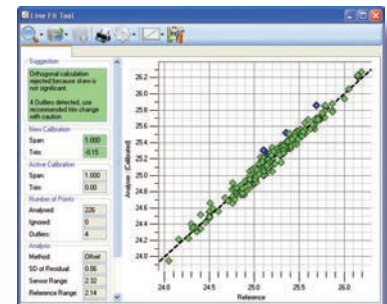 Line Fit Tool
Suggestion
Orthogonal calculation
rejected because skew is
not significant.
4 Outliers detected, use
recommended trim change
with caution
New Calibration
Span: 1.000
Trim: -0.15
Active Calibration
Span: 1.000
Trim: 0.00
Number of Points
Analysed: 226
Ignored: 0
Outliers: 4
Analysis
Method: Offset
SD of Residual: 0.06
Sensor Range: 2.32
Reference Range: 2.14
Analyser (Calibrated)
26.2
26.0
25.8
25.6
25.4
25.2
25.0
24.8
24.6
24.4
24.2
24.0
24.0
24.5
25.0
25.5
26.0
Reference